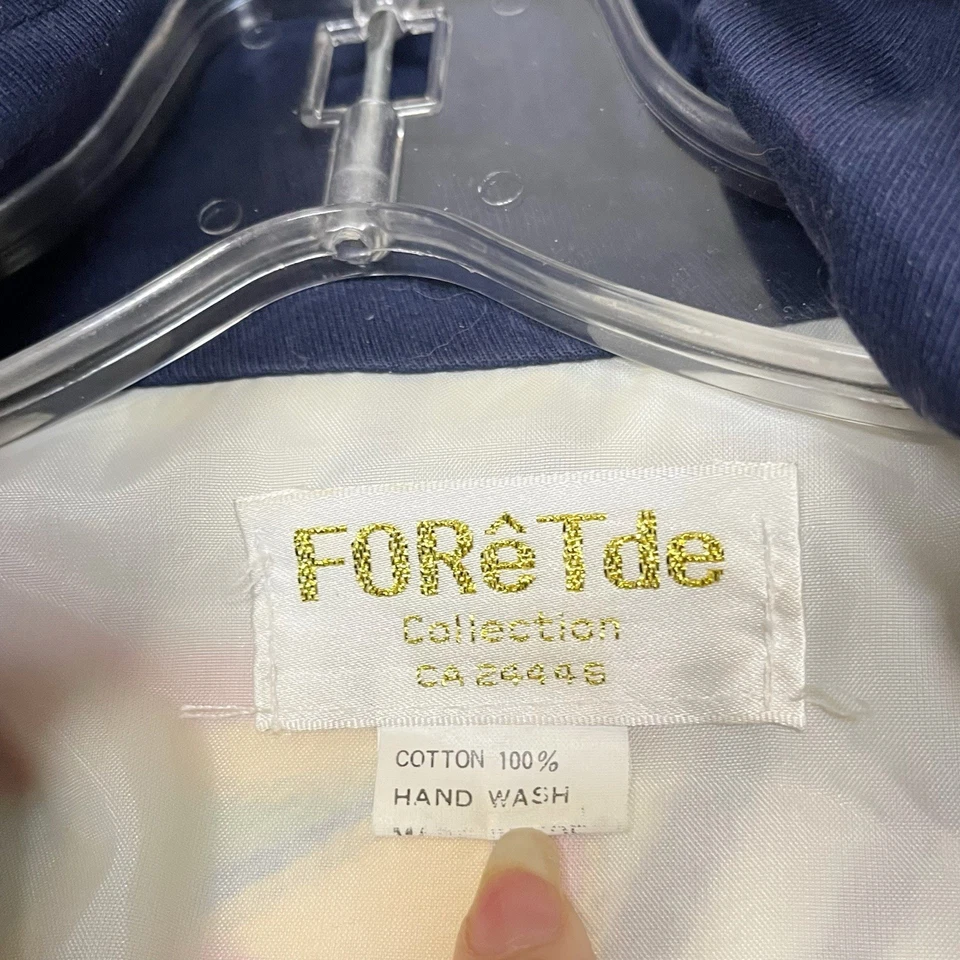 FORêTde
Collection
CA 24446
COTTON 100%
HAND WASH